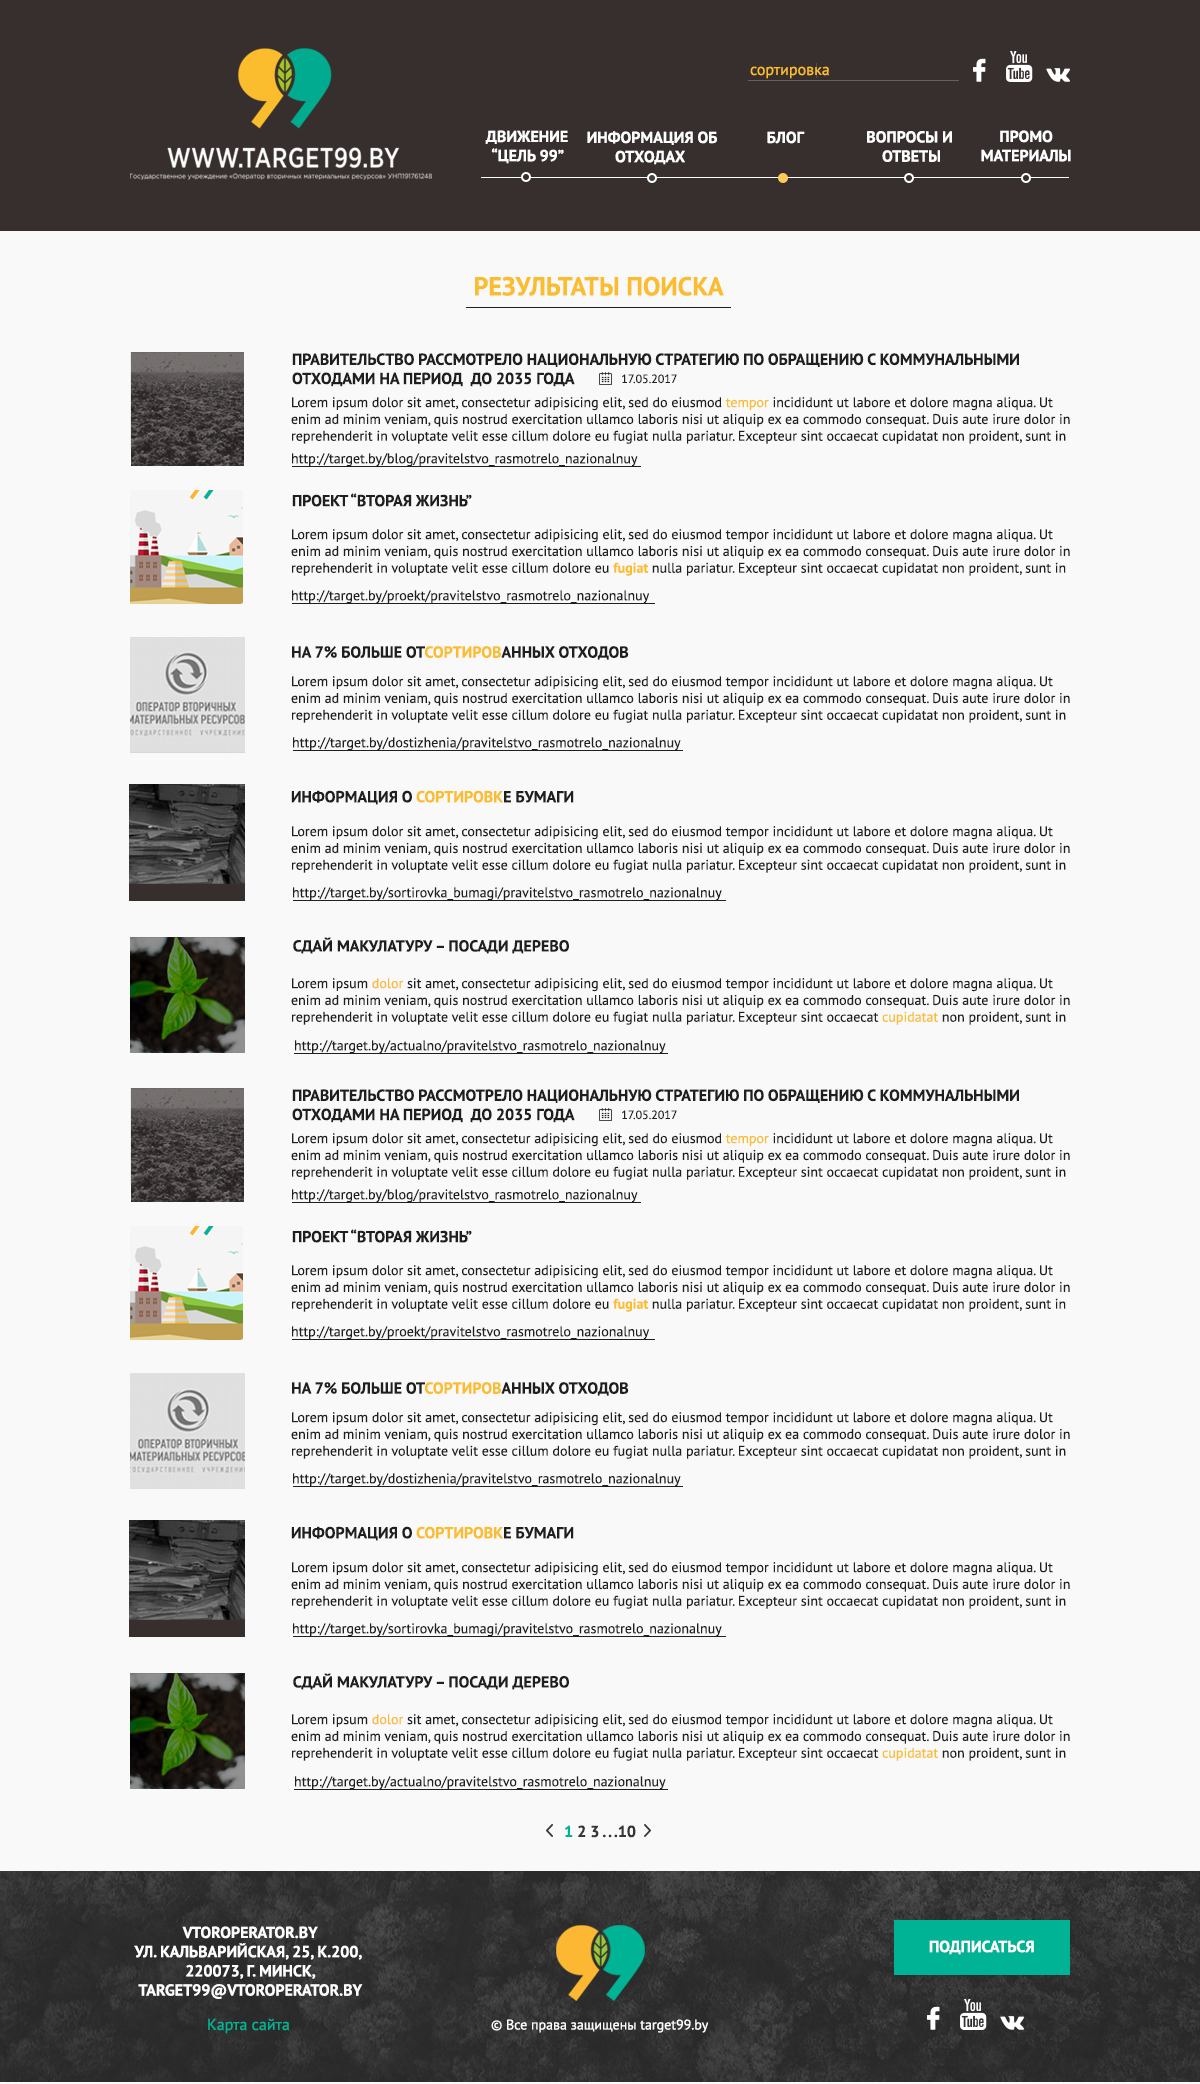 сортировка
You
Tube
WWW.TARGET99.BY
Государственное учреждение «Оператор вторичных материальных ресурсов» УНП191761248
ДВИЖЕНИЕ
“ЦЕЛЬ 99”
ИНФОРМАЦИЯ ОБ
ОТХОДАХ
БЛОГ
ВОПРОСЫ И
ОТВЕТЫ
ПРОМО
МАТЕРИАЛЫ
РЕЗУЛЬТАТЫ ПОИСКА
ПРАВИТЕЛЬСТВО РАССМОТРЕЛО НАЦИОНАЛЬНУЮ СТРАТЕГИЮ ПО ОБРАЩЕНИЮ С КОММУНАЛЬНЫМИ
ОТХОДАМИ НА ПЕРИОД ДО 2035 ГОДА 17.05.2017
Lorem ipsum dolor sit amet, consectetur adipisicing elit, sed do eiusmod tempor incididunt ut labore et dolore magna aliqua. Ut
enim ad minim veniam, quis nostrud exercitation ullamco laboris nisi ut aliquip ex ea commodo consequat. Duis aute irure dolor in
reprehenderit in voluptate velit esse cillum dolore eu fugiat nulla pariatur. Excepteur sint occaecat cupidatat non proident, sunt in
http://target.by/blog/pravitelstvo_rasmotrelo_nazionalnuy
ПРОЕКТ “ВТОРАЯ ЖИЗНЬ”
Lorem ipsum dolor sit amet, consectetur adipisicing elit, sed do eiusmod tempor incididunt ut labore et dolore magna aliqua. Ut
enim ad minim veniam, quis nostrud exercitation ullamco laboris nisi ut aliquip ex ea commodo consequat. Duis aute irure dolor in
reprehenderit in voluptate velit esse cillum dolore eu fugiat nulla pariatur. Excepteur sint occaecat cupidatat non proident, sunt in
http://target.by/proekt/pravitelstvo_rasmotrelo_nazionalnuy
ОПЕРАТОР ВТОРИЧНЫХ
МАТЕРИАЛЬНЫХ РЕСУРСОВ
ГОСУДАРСТВЕННОЕ УЧРЕЖДЕНИЕ
НА 7% БОЛЬШЕ ОТСОРТИРОВАННЫХ ОТХОДОВ
Lorem ipsum dolor sit amet, consectetur adipisicing elit, sed do eiusmod tempor incididunt ut labore et dolore magna aliqua. Ut
enim ad minim veniam, quis nostrud exercitation ullamco laboris nisi ut aliquip ex ea commodo consequat. Duis aute irure dolor in
reprehenderit in voluptate velit esse cillum dolore eu fugiat nulla pariatur. Excepteur sint occaecat cupidatat non proident, sunt in
http://target.by/dostizhenia/pravitelstvo_rasmotrelo_nazionalnuy
ИНФОРМАЦИЯ О СОРТИРОВКЕ БУМАГИ
Lorem ipsum dolor sit amet, consectetur adipisicing elit, sed do eiusmod tempor incididunt ut labore et dolore magna aliqua. Ut
enim ad minim veniam, quis nostrud exercitation ullamco laboris nisi ut aliquip ex ea commodo consequat. Duis aute irure dolor in
reprehenderit in voluptate velit esse cillum dolore eu fugiat nulla pariatur. Excepteur sint occaecat cupidatat non proident, sunt in
http://target.by/sortirovka_bumagi/pravitelstvo_rasmotrelo_nazionalnuy
СДАЙ МАКУЛАТУРУ – ПОСАДИ ДЕРЕВО
Lorem ipsum dolor sit amet, consectetur adipisicing elit, sed do eiusmod tempor incididunt ut labore et dolore magna aliqua. Ut
enim ad minim veniam, quis nostrud exercitation ullamco laboris nisi ut aliquip ex ea commodo consequat. Duis aute irure dolor in
reprehenderit in voluptate velit esse cillum dolore eu fugiat nulla pariatur. Excepteur sint occaecat cupidatat non proident, sunt in
http://target.by/actualno/pravitelstvo_rasmotrelo_nazionalnuy
ПРАВИТЕЛЬСТВО РАССМОТРЕЛО НАЦИОНАЛЬНУЮ СТРАТЕГИЮ ПО ОБРАЩЕНИЮ С КОММУНАЛЬНЫМИ
ОТХОДАМИ НА ПЕРИОД ДО 2035 ГОДА 17.05.2017
Lorem ipsum dolor sit amet, consectetur adipisicing elit, sed do eiusmod tempor incididunt ut labore et dolore magna aliqua. Ut
enim ad minim veniam, quis nostrud exercitation ullamco laboris nisi ut aliquip ex ea commodo consequat. Duis aute irure dolor in
reprehenderit in voluptate velit esse cillum dolore eu fugiat nulla pariatur. Excepteur sint occaecat cupidatat non proident, sunt in
http://target.by/blog/pravitelstvo_rasmotrelo_nazionalnuy
ПРОЕКТ “ВТОРАЯ ЖИЗНЬ”
Lorem ipsum dolor sit amet, consectetur adipisicing elit, sed do eiusmod tempor incididunt ut labore et dolore magna aliqua. Ut
enim ad minim veniam, quis nostrud exercitation ullamco laboris nisi ut aliquip ex ea commodo consequat. Duis aute irure dolor in
reprehenderit in voluptate velit esse cillum dolore eu fugiat nulla pariatur. Excepteur sint occaecat cupidatat non proident, sunt in
http://target.by/proekt/pravitelstvo_rasmotrelo_nazionalnuy
ОПЕРАТОР ВТОРИЧНЫХ
МАТЕРИАЛЬНЫХ РЕСУРСОВ
ГОСУДАРСТВЕННОЕ УЧРЕЖДЕНИЕ
НА 7% БОЛЬШЕ ОТСОРТИРОВАННЫХ ОТХОДОВ
Lorem ipsum dolor sit amet, consectetur adipisicing elit, sed do eiusmod tempor incididunt ut labore et dolore magna aliqua. Ut
enim ad minim veniam, quis nostrud exercitation ullamco laboris nisi ut aliquip ex ea commodo consequat. Duis aute irure dolor in
reprehenderit in voluptate velit esse cillum dolore eu fugiat nulla pariatur. Excepteur sint occaecat cupidatat non proident, sunt in
http://target.by/dostizhenia/pravitelstvo_rasmotrelo_nazionalnuy
ИНФОРМАЦИЯ О СОРТИРОВКЕ БУМАГИ
Lorem ipsum dolor sit amet, consectetur adipisicing elit, sed do eiusmod tempor incididunt ut labore et dolore magna aliqua. Ut
enim ad minim veniam, quis nostrud exercitation ullamco laboris nisi ut aliquip ex ea commodo consequat. Duis aute irure dolor in
reprehenderit in voluptate velit esse cillum dolore eu fugiat nulla pariatur. Excepteur sint occaecat cupidatat non proident, sunt in
http://target.by/sortirovka_bumagi/pravitelstvo_rasmotrelo_nazionalnuy
СДАЙ МАКУЛАТУРУ – ПОСАДИ ДЕРЕВО
Lorem ipsum dolor sit amet, consectetur adipisicing elit, sed do eiusmod tempor incididunt ut labore et dolore magna aliqua. Ut
enim ad minim veniam, quis nostrud exercitation ullamco laboris nisi ut aliquip ex ea commodo consequat. Duis aute irure dolor in
reprehenderit in voluptate velit esse cillum dolore eu fugiat nulla pariatur. Excepteur sint occaecat cupidatat non proident, sunt in
http://target.by/actualno/pravitelstvo_rasmotrelo_nazionalnuy
1 2 3 ...10
VTOROPERATOR.BY
УЛ. КАЛЬВАРИЙСКАЯ, 25, К.200,
220073, Г. МИНСК,
TARGET99@VTOROPERATOR.BY
Карта сайта
© Все права защищены target99.by
ПОДПИСАТЬСЯ
You
Tube